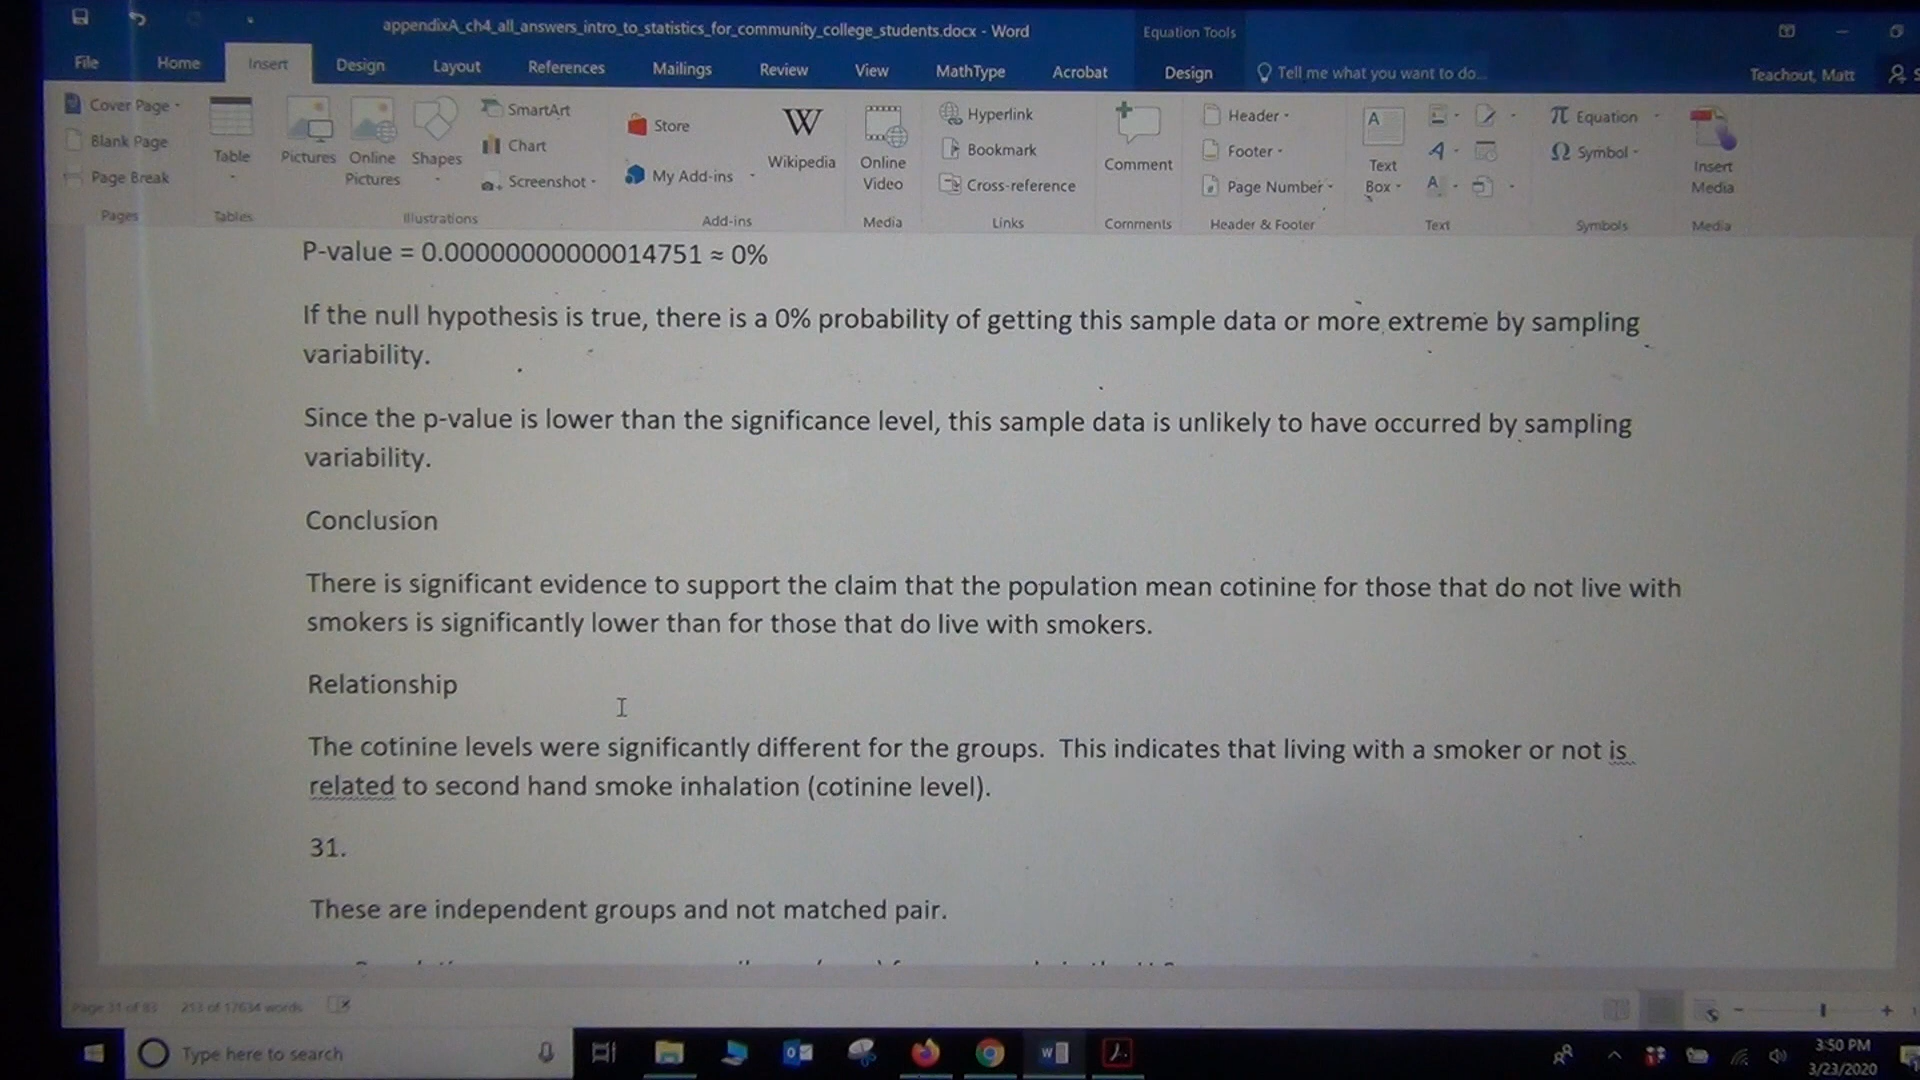 appendixA_ch4_all_answers_intro_to_statistics_for_community_college_students.docx - Word
Equation Tools
File Home Insert Design Layout References Mailings Review View MathType Acrobat Design Tell me what you want to do...
Teachout, Matt
Cover Page
Blank Page
Page Break
Pages
Table
Tables
Pictures
Online Pictures
Shapes
SmartArt
Chart
Screenshot
Illustrations
Store
My Add-ins
Wikipedia
Add-ins
Online Video
Media
Hyperlink
Bookmark
Cross-reference
Links
Comment
Comments
Header
Footer
Page Number
Header & Footer
Text Box
Text
Equation
Symbol
Symbols
Insert Media
Media
P-value = 0.00000000000014751 ≈ 0%
If the null hypothesis is true, there is a 0% probability of getting this sample data or more extreme by sampling
variability.
Since the p-value is lower than the significance level, this sample data is unlikely to have occurred by sampling
variability.
Conclusion
There is significant evidence to support the claim that the population mean cotinine for those that do not live with
smokers is significantly lower than for those that do live with smokers.
Relationship
The cotinine levels were significantly different for the groups.  This indicates that living with a smoker or not is
related to second hand smoke inhalation (cotinine level).
31.
These are independent groups and not matched pair.
Page 31 of 93 213 of 17634 words
Type here to search
3:50 PM
3/23/2020